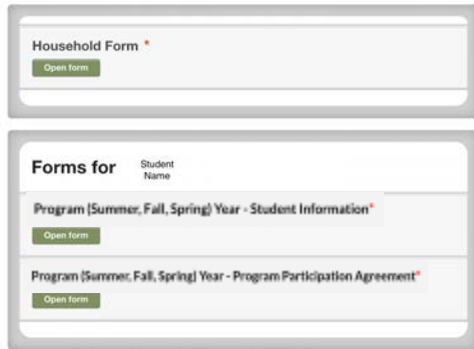 Household Form *
Open form
Forms for Student Name
Program (Summer, Fall, Spring) Year - Student Information*
Open form
Program (Summer, Fall, Spring) Year - Program Participation Agreement*
Open form